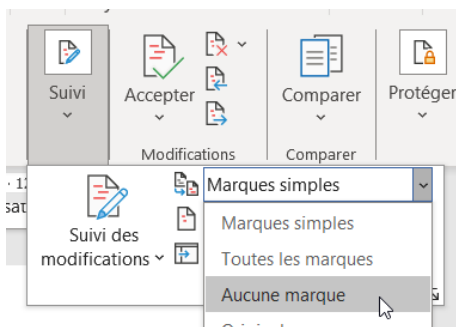 Suivi
Accepter
Comparer
Protéger
Modifications
Comparer
Marques simples
Suivi des
modifications
Marques simples
Toutes les marques
Aucune marque